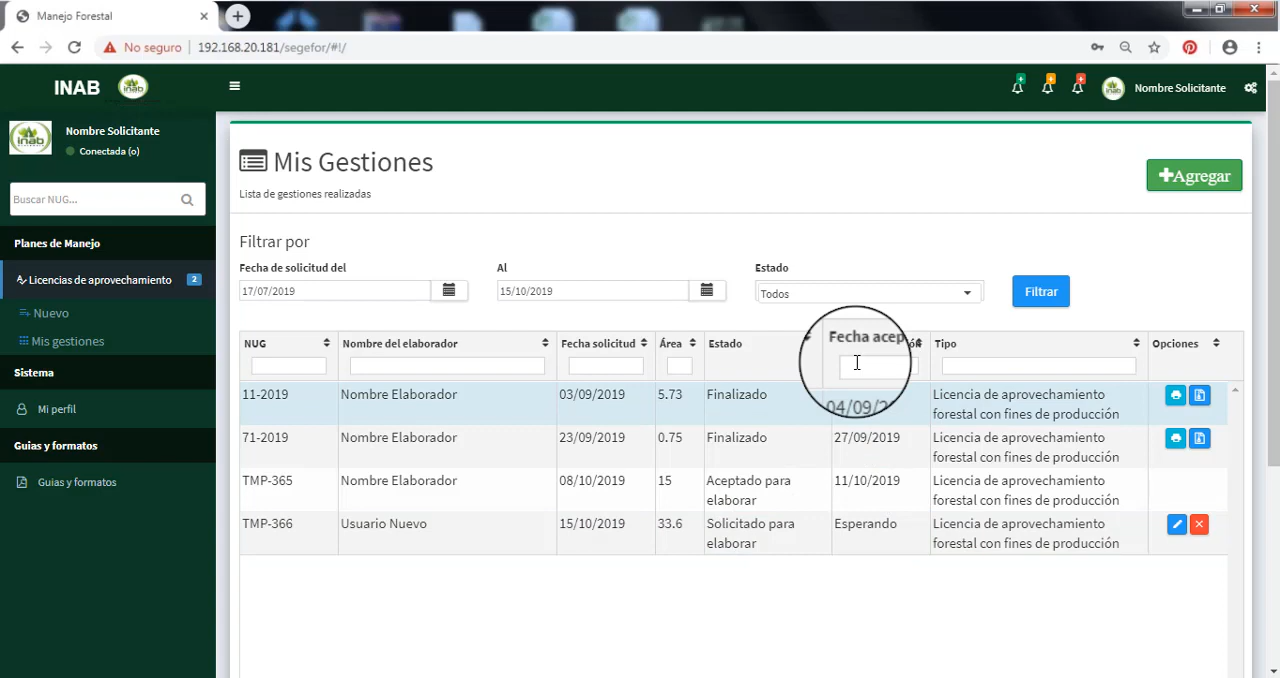 Manejo Forestal
No seguro 192.168.20.181/segefor/#!/
INAB inab
Nombre Solicitante
inab Nombre Solicitante
Conectada (o)
Buscar NUG...
Planes de Manejo
Licencias de aprovechamiento 2
Nuevo
Mis gestiones
Sistema
Mi perfil
Guias y formatos
Guias y formatos
Mis Gestiones
Lista de gestiones realizadas
Agregar
Filtrar por
Fecha de solicitud del Al Estado
17/07/2019 15/10/2019 Todos Filtrar
NUG Nombre del elaborador Fecha solicitud Área Estado Fecha acep Tipo Opciones
11-2019 Nombre Elaborador 03/09/2019 5.73 Finalizado 04/09/2 Licencia de aprovechamiento
forestal con fines de producción
71-2019 Nombre Elaborador 23/09/2019 0.75 Finalizado 27/09/2019 Licencia de aprovechamiento
forestal con fines de producción
TMP-365 Nombre Elaborador 08/10/2019 15 Aceptado para 11/10/2019 Licencia de aprovechamiento
elaborar forestal con fines de producción
TMP-366 Usuario Nuevo 15/10/2019 33.6 Solicitado para Esperando Licencia de aprovechamiento
elaborar forestal con fines de producción